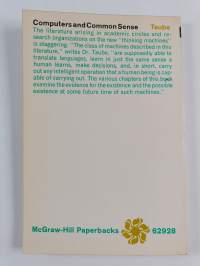 Computers and Common Sense Taube
The literature arising in academic circles and re-
search organizations on the new "thinking machines"
is staggering. "The class of machines described in this
literature," writes Dr. Taube, "are supposedly able to
translate languages, learn in just the same sense a
human learns, make decisions, and, in short, carry
out any intelligent operation that a human being is cap-
able of carrying out. The various chapters of this book
examine the evidence for the existence and the possible
existence at some future time of such machines."
McGraw-Hill Paperbacks 62928